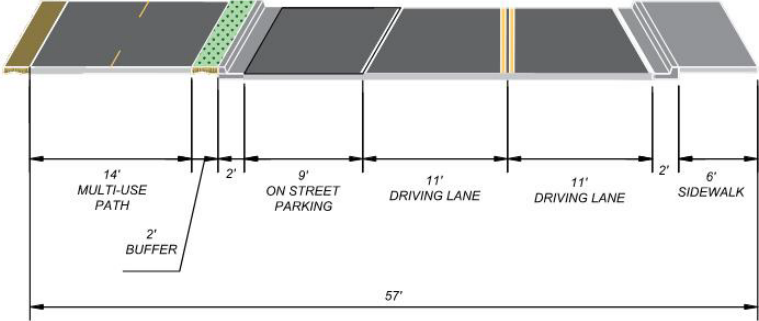 14'
MULTI-USE
PATH
2'
BUFFER
2'
9'
ON STREET
PARKING
11'
DRIVING LANE
11'
DRIVING LANE
2'
6'
SIDEWALK
57'